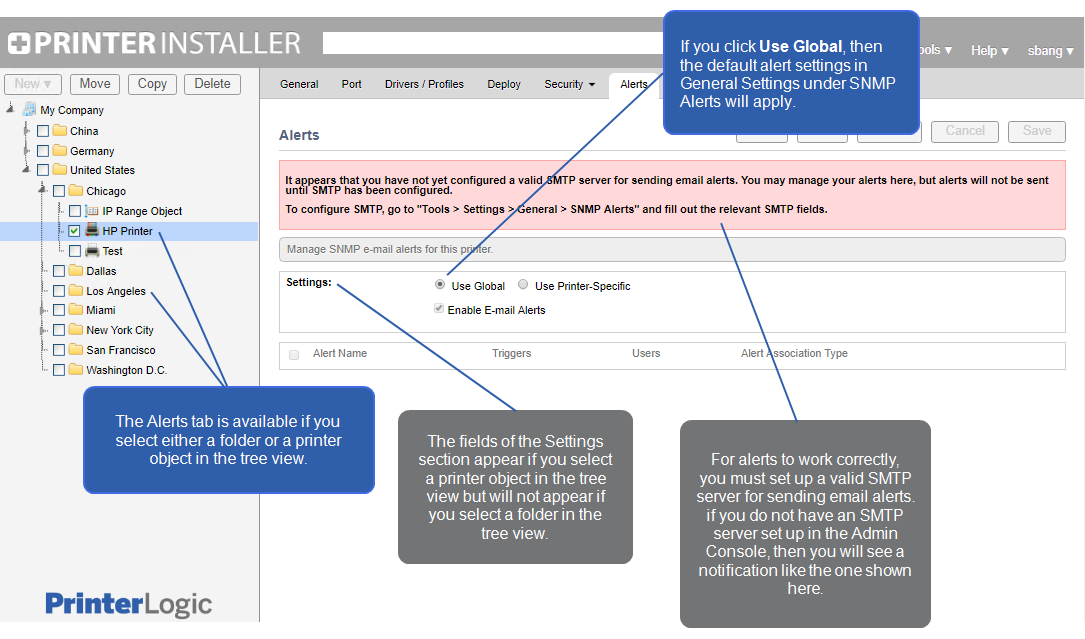 PRINTER INSTALLER
ools ▾
Help ▾
sbang ▾
If you click Use Global, then
the default alert settings in
General Settings under SNMP
Alerts will apply.
New ▾
Move
Copy
Delete
General
Port
Drivers / Profiles
Deploy
Security ▾
Alerts
My Company
China
Germany
United States
Chicago
IP Range Object
HP Printer
Test
Dallas
Los Angeles
Miami
New York City
San Francisco
Washington D.C.
Alerts
Cancel
Save
It appears that you have not yet configured a valid SMTP server for sending email alerts. You may manage your alerts here, but alerts will not be sent
until SMTP has been configured.
To configure SMTP, go to "Tools > Settings > General > SNMP Alerts" and fill out the relevant SMTP fields.
Manage SNMP e-mail alerts for this printer.
Settings:
Use Global
Use Printer-Specific
Enable E-mail Alerts
Alert Name
Triggers
Users
Alert Association Type
The Alerts tab is available if you
select either a folder or a printer
object in the tree view.
The fields of the Settings
section appear if you select
a printer object in the tree
view but will not appear if
you select a folder in the
tree view.
For alerts to work correctly,
you must set up a valid SMTP
server for sending email alerts.
if you do not have an SMTP
server set up in the Admin
Console, then you will see a
notification like the one shown
here.
PrinterLogic